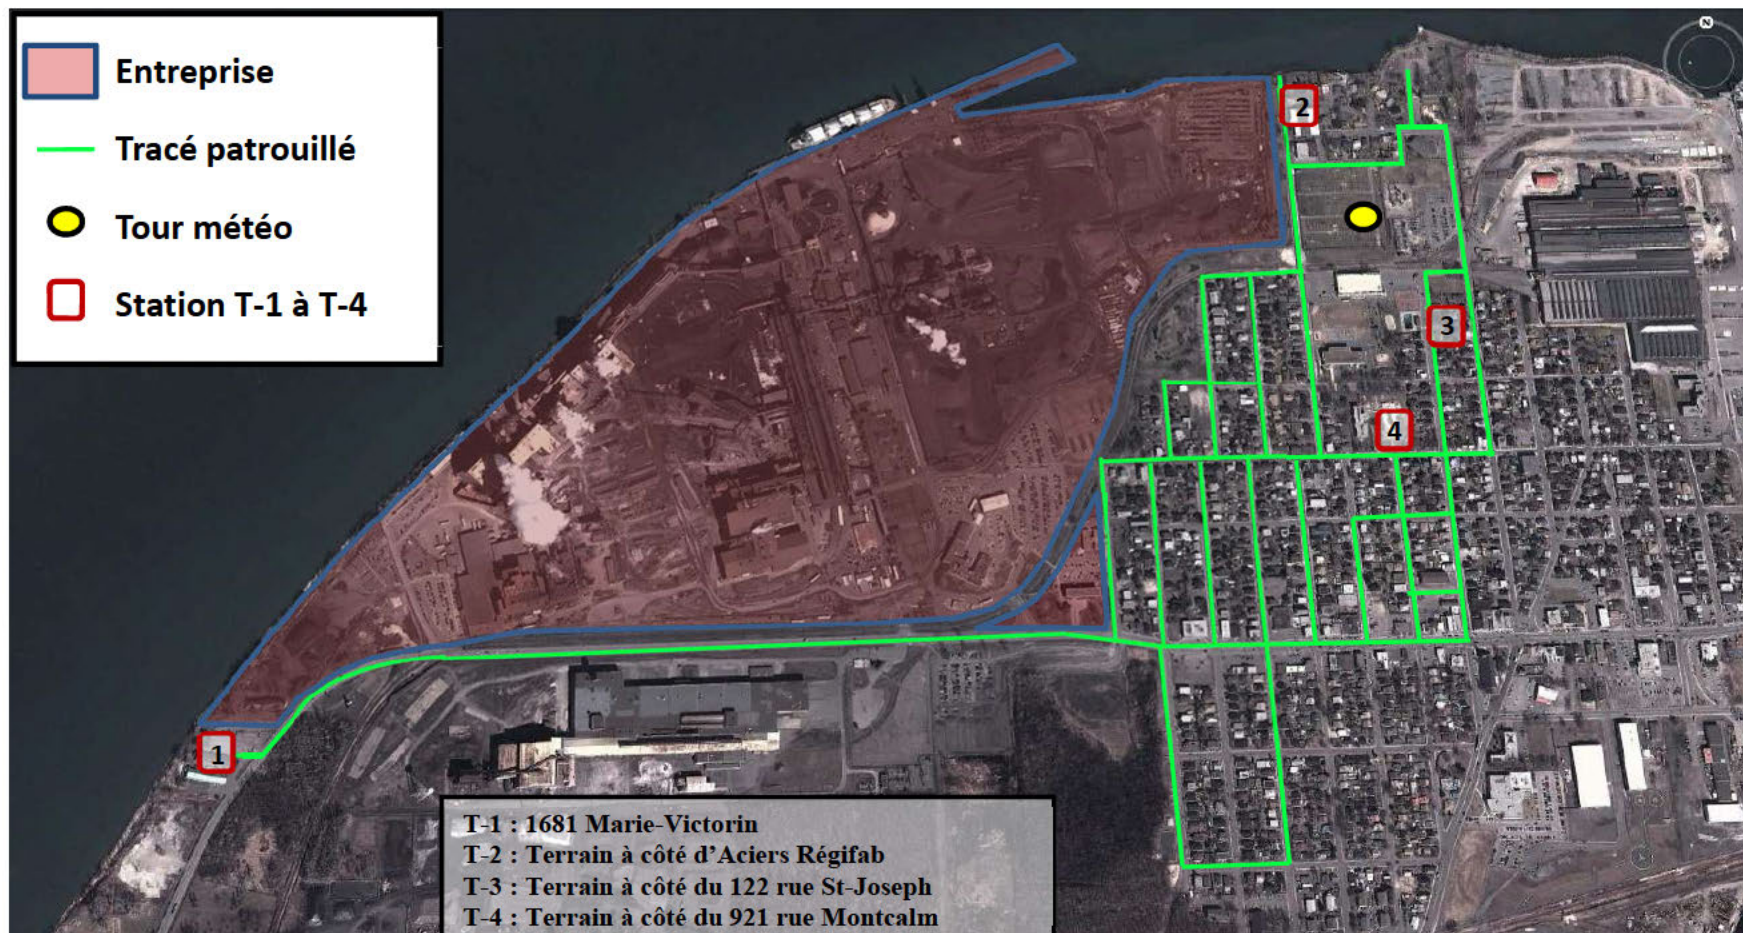 Entreprise
Tracé patrouillé
Tour météo
Station T-1 à T-4
N
2
3
4
1
T-1 : 1681 Marie-Victorin
T-2 : Terrain à côté d'Aciers Régifab
T-3 : Terrain à côté du 122 rue St-Joseph
T-4 : Terrain à côté du 921 rue Montcalm